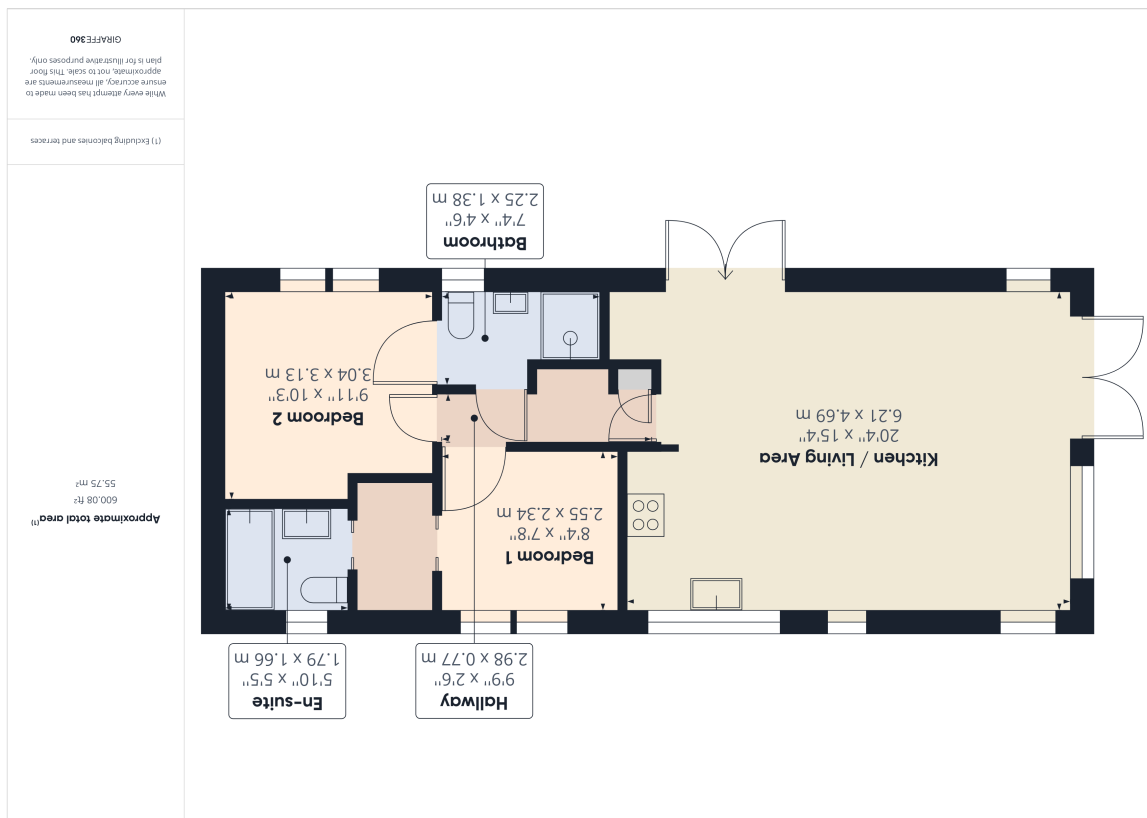 Hallway
9'9" x 2'6"
2.98 x 0.77 m
En-suite
5'10" x 5'5"
1.79 x 1.66 m
Bedroom 1
8'4" x 7'8"
2.55 x 2.34 m
Kitchen / Living Area
20'4" x 15'4"
6.21 x 4.69 m
Bedroom 2
9'11" x 10'3"
3.04 x 3.13 m
Bathroom
7'4" x 4'6"
2.25 x 1.38 m
Approximate total area(1)
600.08 ft²
55.75 m²
(1) Excluding balconies and terraces
While every attempt has been made to
ensure accuracy, all measurements are
approximate, not to scale. This floor
plan is for illustrative purposes only.
GIRAFFE360